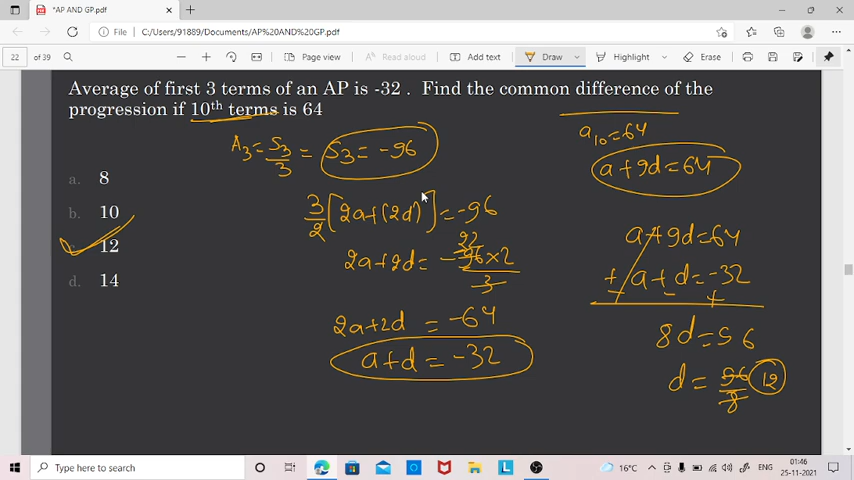 *AP AND GP.pdf
File C:/Users/91889/Documents/AP%20AND%20GP.pdf
22 of 39 Page view Read aloud Add text Draw Highlight Erase
Average of first 3 terms of an AP is -32 . Find the common difference of the
progression if 10th terms is 64
A3 = S3/3 = S3 = -96
a10 = 64
a+9d=64
a. 8
b. 10
c. 12
d. 14
3/2 [2a+(2d)] = -96
2a+2d = -96×2/3
2a+2d = -64
a+d = -32
a+9d=64
+a+d=-32
- - +
8d=96
d = 96/8 12
Type here to search
16°C ENG 01:46
25-11-2021